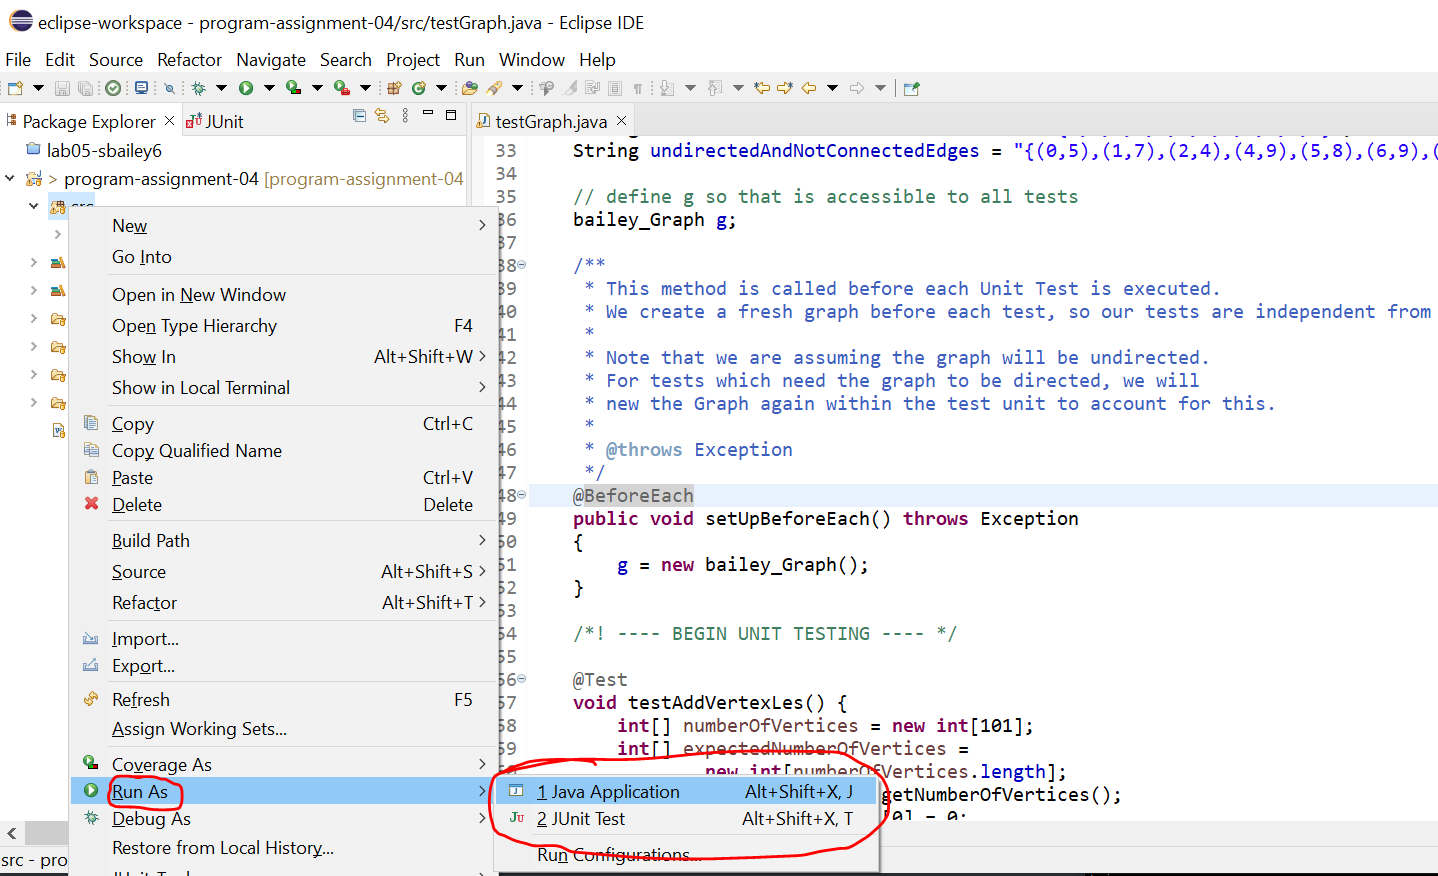 eclipse-workspace - program-assignment-04/src/testGraph.java - Eclipse IDE
File Edit Source Refactor Navigate Search Project Run Window Help
Package Explorer JUnit
testGraph.java
lab05-sbailey6
> program-assignment-04 [program-assignment-04
src
New
Go Into
Open in New Window
Open Type Hierarchy F4
Show In Alt+Shift+W >
Show in Local Terminal
Copy Ctrl+C
Copy Qualified Name
Paste Ctrl+V
Delete Delete
Build Path
Source Alt+Shift+S >
Refactor Alt+Shift+T >
Import...
Export...
Refresh F5
Assign Working Sets...
Coverage As
Run As
Debug As
Restore from Local History...
src - pro
1 Java Application Alt+Shift+X, J
2 JUnit Test Alt+Shift+X, T
Run Configurations...
33 String undirectedAndNotConnectedEdges = "{(0,5),(1,7),(2,4),(4,9),(5,8),(6,9),(
34
35 // define g so that is accessible to all tests
36 bailey_Graph g;
37
38 /**
39 * This method is called before each Unit Test is executed.
40 * We create a fresh graph before each test, so our tests are independent from
41 *
42 * Note that we are assuming the graph will be undirected.
43 * For tests which need the graph to be directed, we will
44 * new the Graph again within the test unit to account for this.
45 *
46 * @throws Exception
47 */
48 @BeforeEach
49 public void setUpBeforeEach() throws Exception
50 {
51 g = new bailey_Graph();
52 }
53
54 /*! ---- BEGIN UNIT TESTING ---- */
55
56 @Test
57 void testAddVertexLes() {
58 int[] numberOfVertices = new int[101];
59 int[] expectedNumberOfVertices =
new int[numberOfVertices.length];
getNumberOfVertices();
[0] = 0;